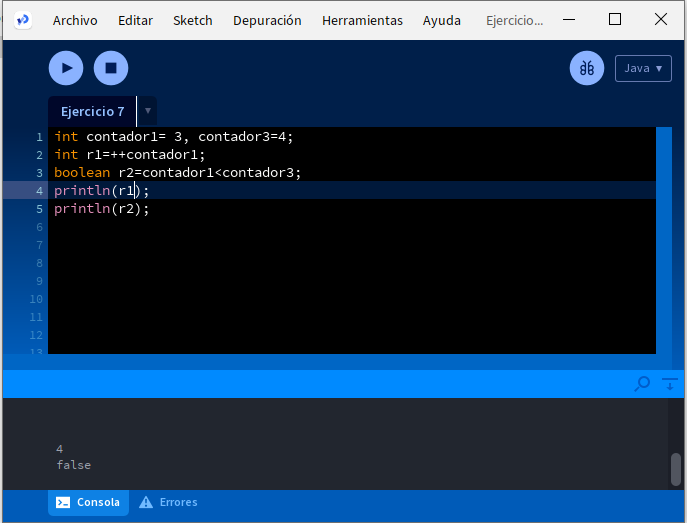 Archivo Editar Sketch Depuración Herramientas Ayuda Ejercicio...
Java ▾
Ejercicio 7 ▾
1 int contador1= 3, contador3=4;
2 int r1=++contador1;
3 boolean r2=contador1<contador3;
4 println(r1);
5 println(r2);
6
7
8
9
10
11
12
13
4
false
Consola Errores